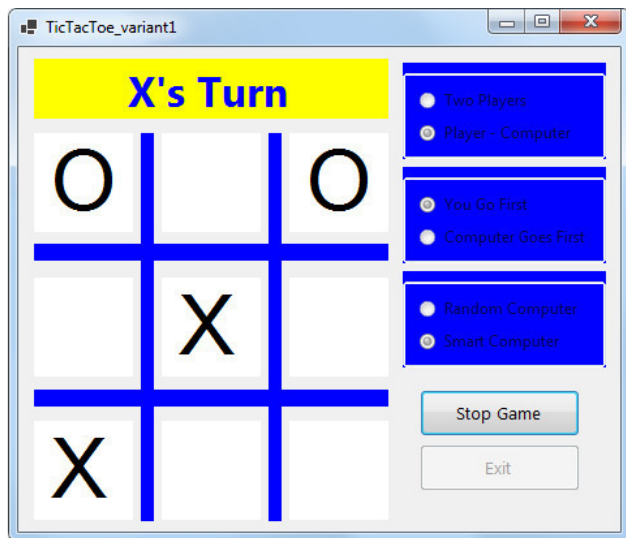 TicTacToe_variant1
X's Turn
O O
X
X
Two Players
Player - Computer
You Go First
Computer Goes First
Random Computer
Smart Computer
Stop Game
Exit